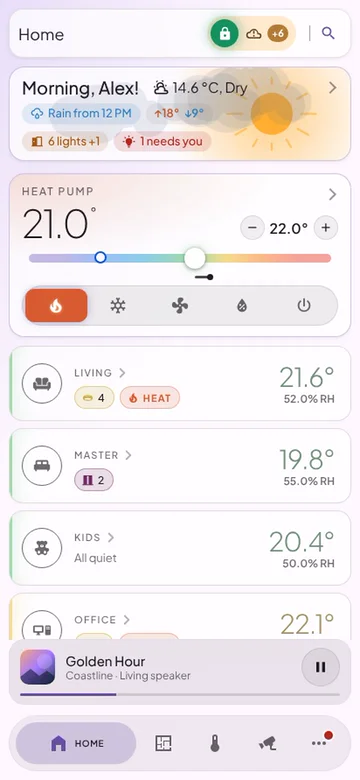 Home
+6
Morning, Alex!
14.6 °C, Dry
Rain from 12 PM
↑18° ↓9°
6 lights +1
1 needs you
HEAT PUMP
21.0°
22.0°
LIVING
4
HEAT
21.6°
52.0% RH
MASTER
2
19.8°
55.0% RH
KIDS
All quiet
20.4°
50.0% RH
OFFICE
22.1°
Golden Hour
Coastline · Living speaker
HOME